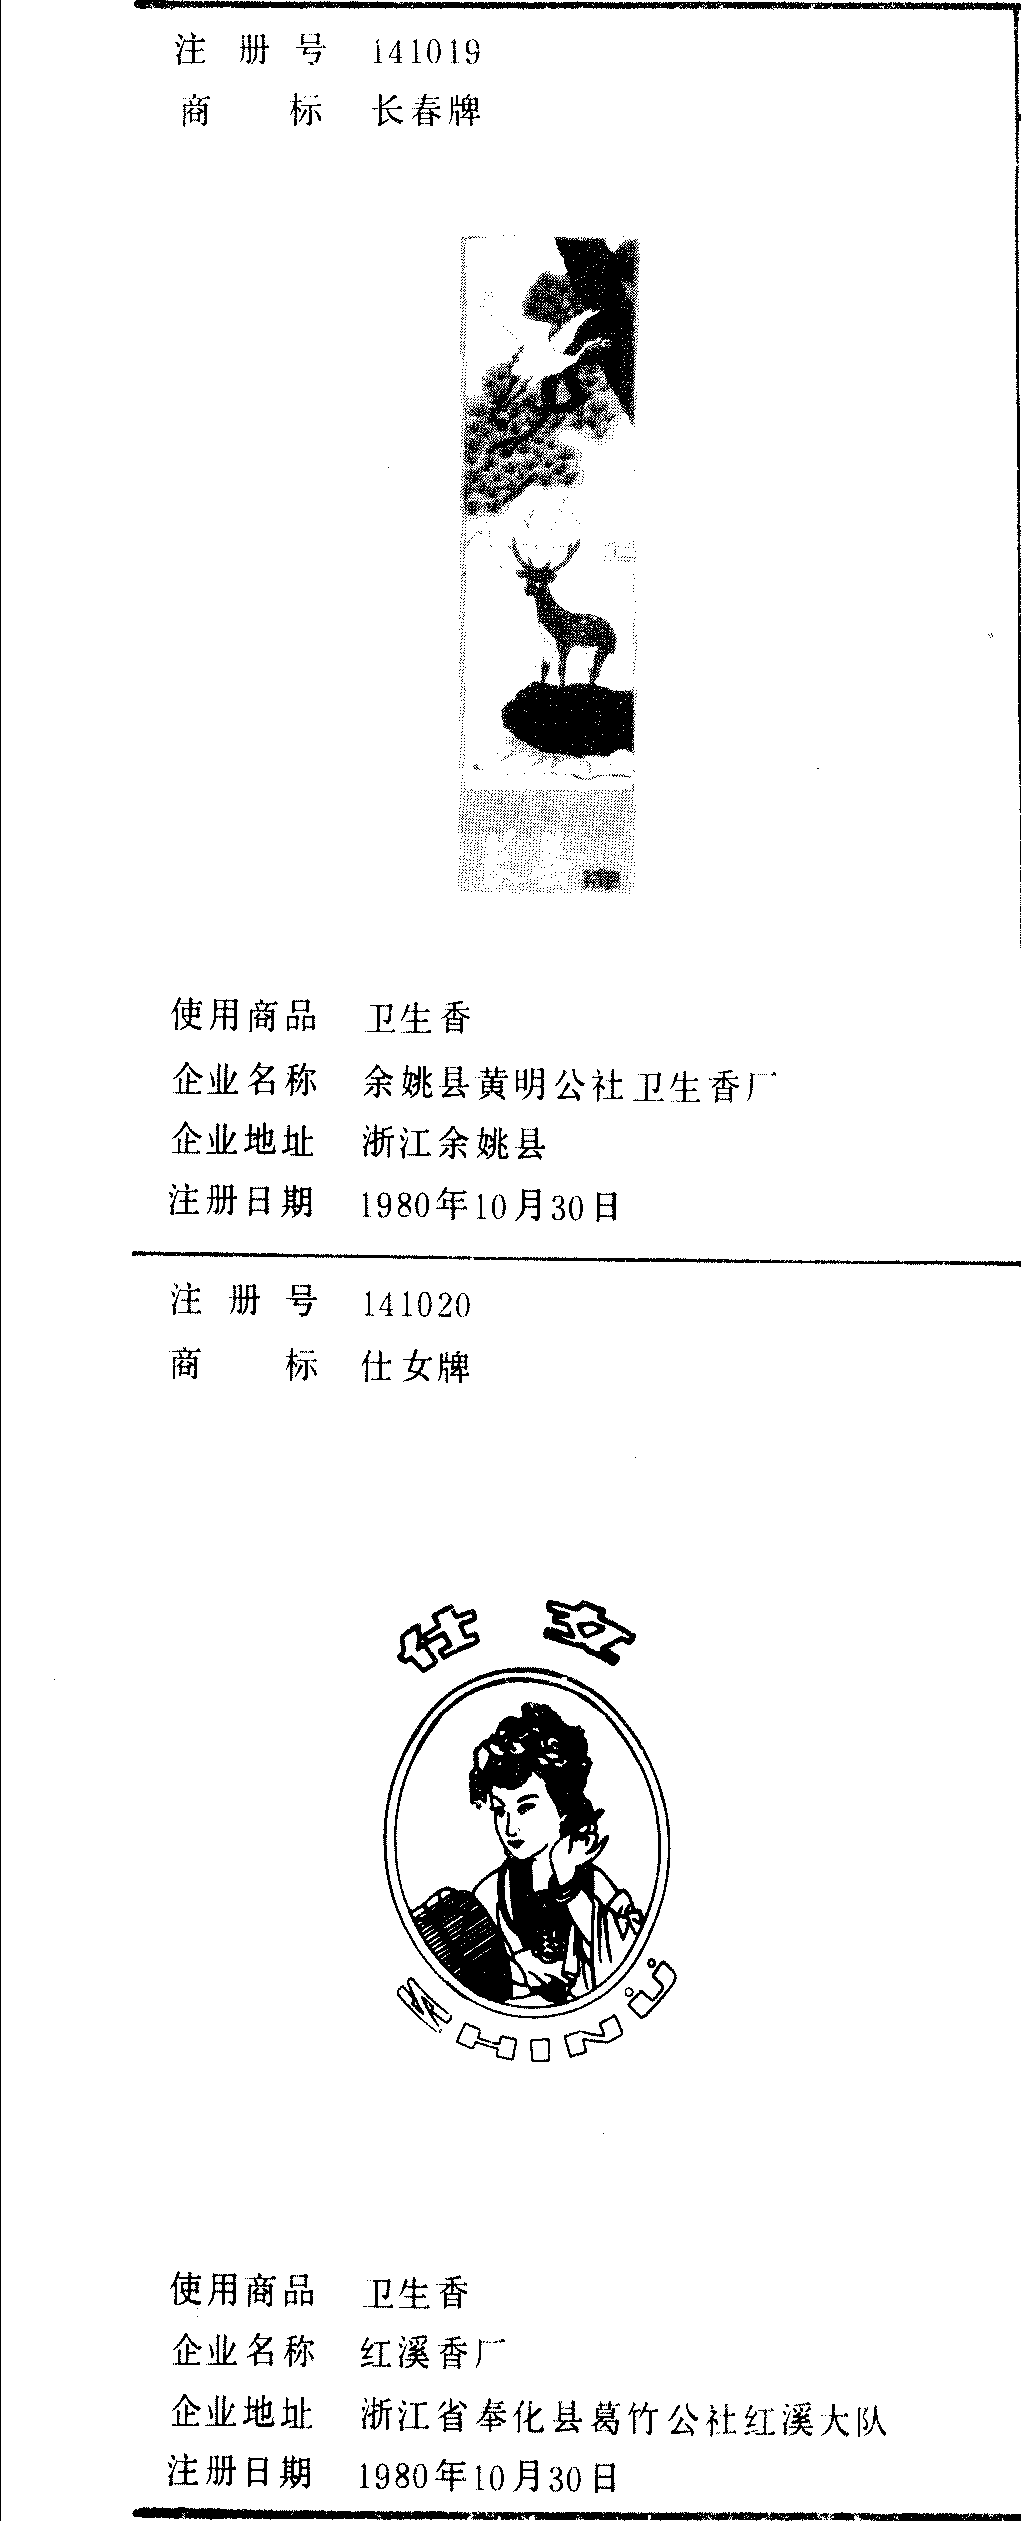 注册号 141019
商标 长春牌
长春
使用商品 卫生香
企业名称 余姚县黄明公社卫生香厂
企业地址 浙江余姚县
注册日期 1980年10月30日
注册号 141020
商标 仕女牌
仕女
SHINÜ
使用商品 卫生香
企业名称 红溪香厂
企业地址 浙江省奉化县葛竹公社红溪大队
注册日期 1980年10月30日